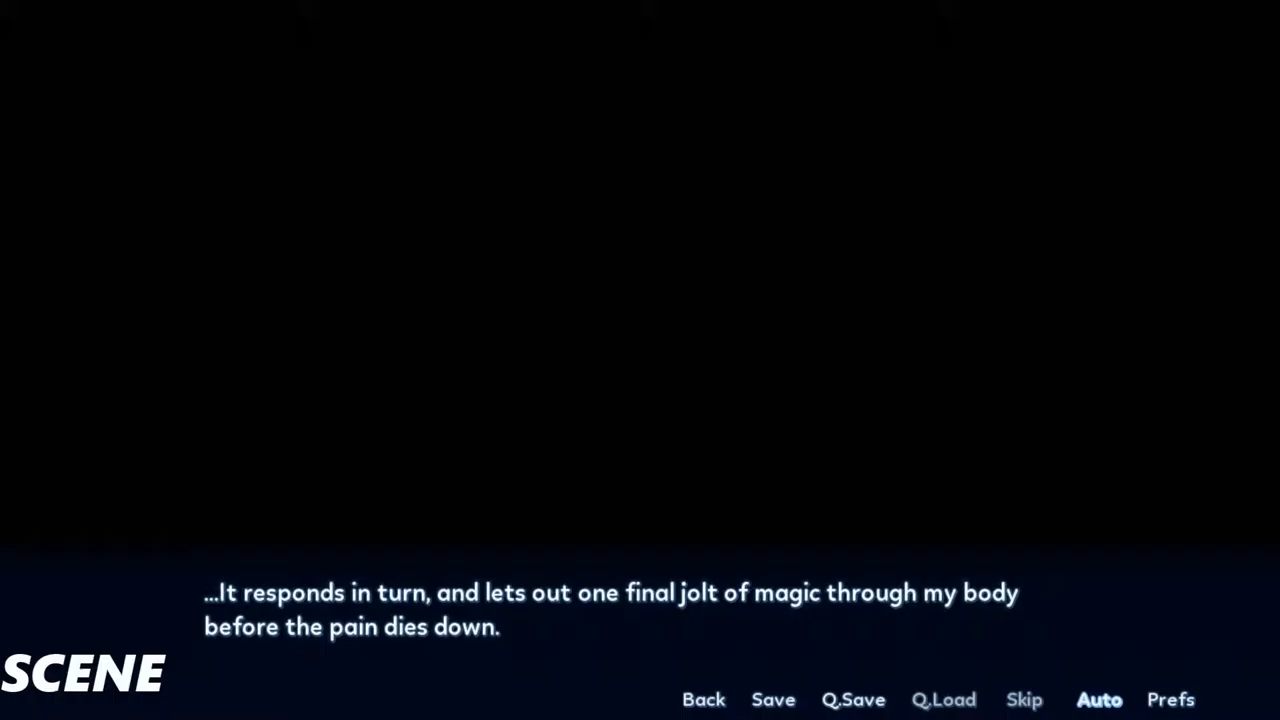 ...It responds in turn, and lets out one final jolt of magic through my body
before the pain dies down.
SCENE
Back Save Q.Save Q.Load Skip Auto Prefs